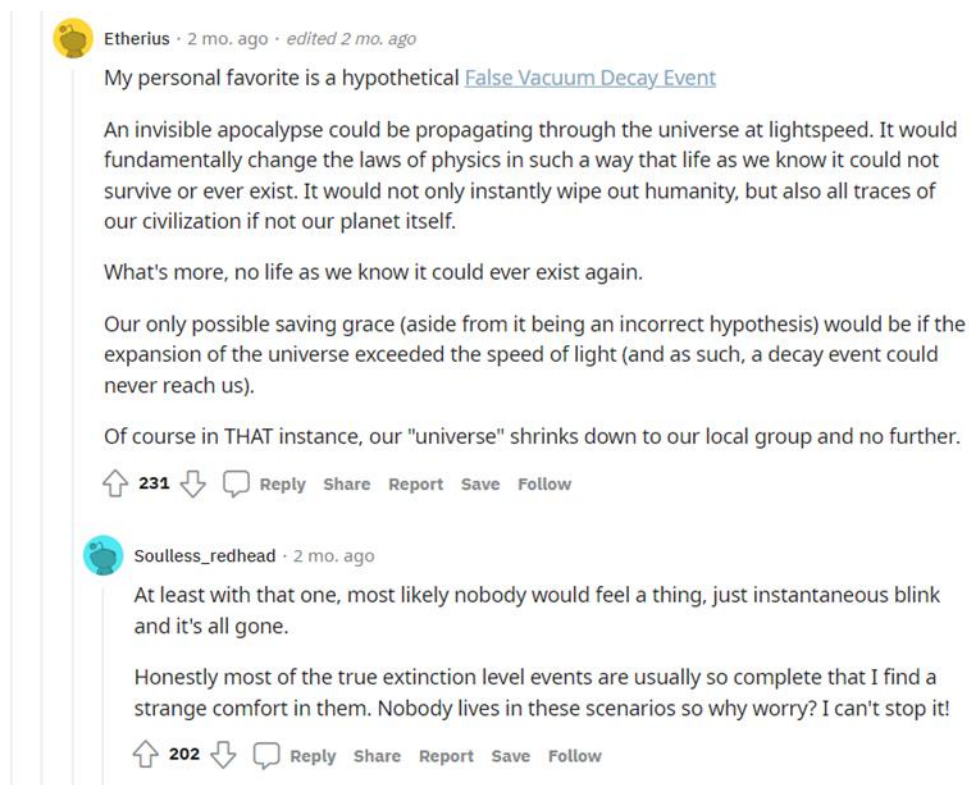 Etherius · 2 mo. ago · edited 2 mo. ago
My personal favorite is a hypothetical False Vacuum Decay Event
An invisible apocalypse could be propagating through the universe at lightspeed. It would
fundamentally change the laws of physics in such a way that life as we know it could not
survive or ever exist. It would not only instantly wipe out humanity, but also all traces of
our civilization if not our planet itself.
What's more, no life as we know it could ever exist again.
Our only possible saving grace (aside from it being an incorrect hypothesis) would be if the
expansion of the universe exceeded the speed of light (and as such, a decay event could
never reach us).
Of course in THAT instance, our "universe" shrinks down to our local group and no further.
231 Reply Share Report Save Follow
Soulless_redhead · 2 mo. ago
At least with that one, most likely nobody would feel a thing, just instantaneous blink
and it's all gone.
Honestly most of the true extinction level events are usually so complete that I find a
strange comfort in them. Nobody lives in these scenarios so why worry? I can't stop it!
202 Reply Share Report Save Follow